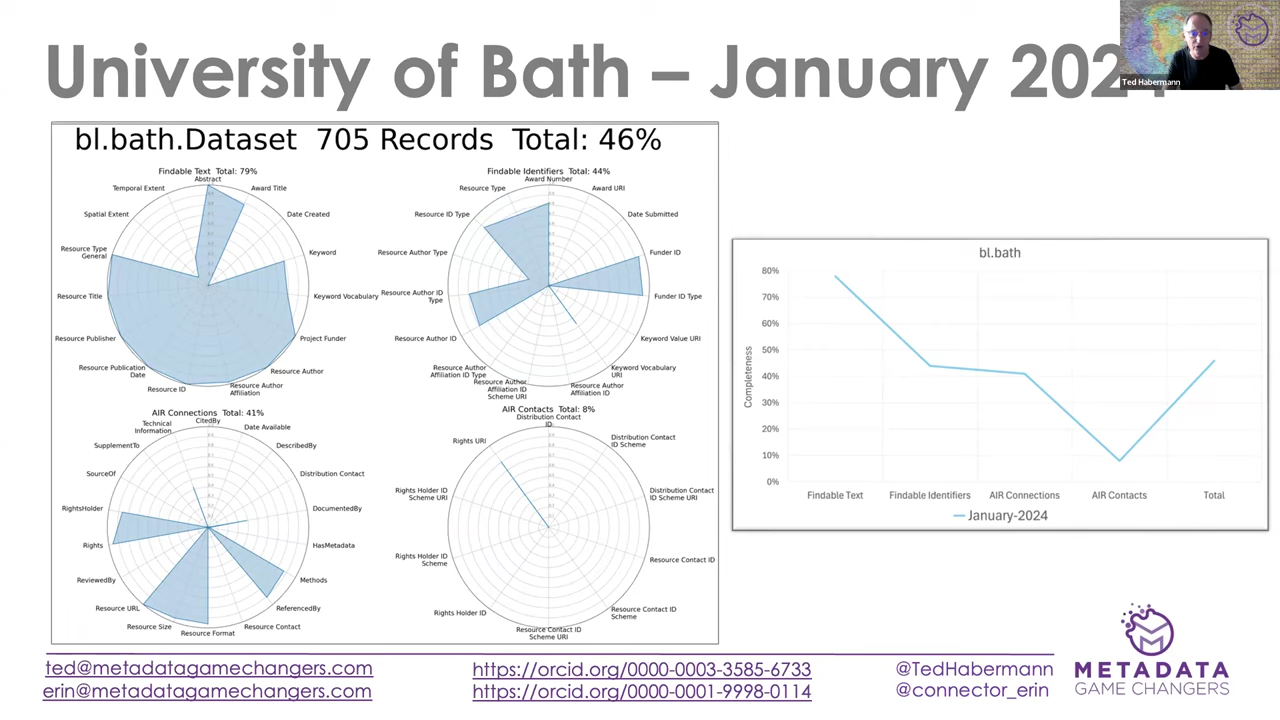 University of Bath – January 202
Ted Habermann
bl.bath.Dataset 705 Records Total: 46%
Findable Text Total: 79%
Abstract
Award Title
Date Created
Keyword
Keyword Vocabulary
Project Funder
Resource Author
Resource Author
Affiliation
Resource ID
Resource Publication
Date
Resource Publisher
Resource Title
Resource Type
General
Spatial Extent
Temporal Extent
Findable Identifiers Total: 44%
Award Number
Award URI
Date Submitted
Funder ID
Funder ID Type
Keyword Value URI
Keyword Vocabulary
URI
Resource Author
Affiliation ID
Resource Author
Affiliation ID
Scheme URI
Resource Author
Affiliation ID Type
Resource Author ID
Resource Author ID
Type
Resource Author Type
Resource ID Type
Resource Type
AIR Connections Total: 41%
CitedBy
Date Available
DescribedBy
Distribution Contact
DocumentedBy
HasMetadata
Methods
ReferencedBy
Resource Contact
Resource Format
Resource Size
Resource URL
ReviewedBy
Rights
RightsHolder
SourceOf
SupplementTo
Technical
Information
AIR Contacts Total: 8%
Distribution Contact
ID
Distribution Contact
ID Scheme
Distribution Contact
ID Scheme URI
Resource Contact ID
Resource Contact ID
Scheme
Resource Contact ID
Scheme URI
Rights Holder ID
Rights Holder ID
Scheme
Rights Holder ID
Scheme URI
Rights URI
bl.bath
80%
70%
60%
50%
40%
30%
20%
10%
0%
Completeness
Findable Text
Findable Identifiers
AIR Connections
AIR Contacts
Total
January-2024
ted@metadatagamechangers.com
erin@metadatagamechangers.com
https://orcid.org/0000-0003-3585-6733
https://orcid.org/0000-0001-9998-0114
@TedHabermann
@connector_erin
METADATA
GAME CHANGERS